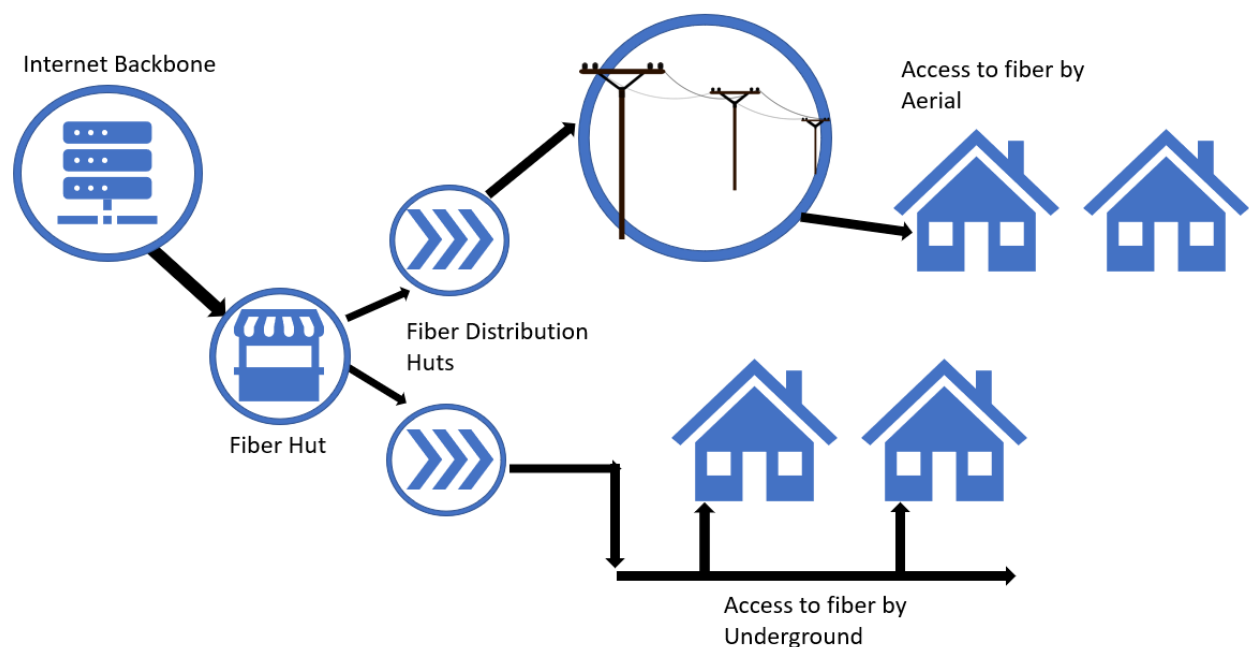 Internet Backbone
Access to fiber by
Aerial
Fiber Distribution
Huts
Fiber Hut
Access to fiber by
Underground